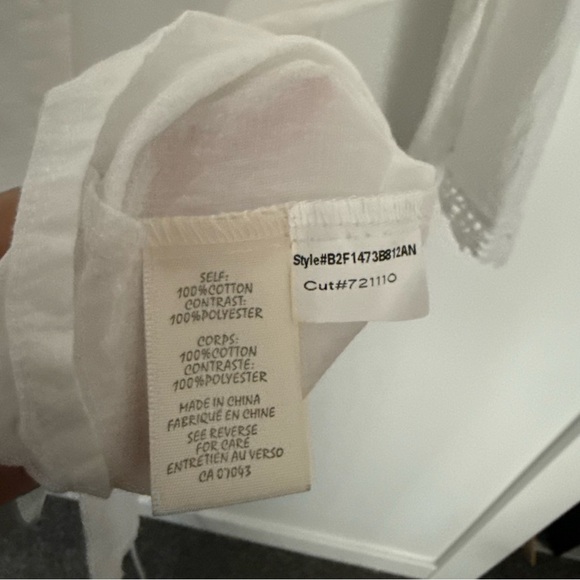 SELF:
100%COTTON
CONTRAST:
100%POLYESTER
CORPS:
100%COTTON
CONTRASTE:
100%POLYESTER
MADE IN CHINA
FABRIQUÉ EN CHINE
SEE REVERSE
FOR CARE
ENTRETIEN AU VERSO
CA 07043
Style#B2F1473B812AN
Cut#721110